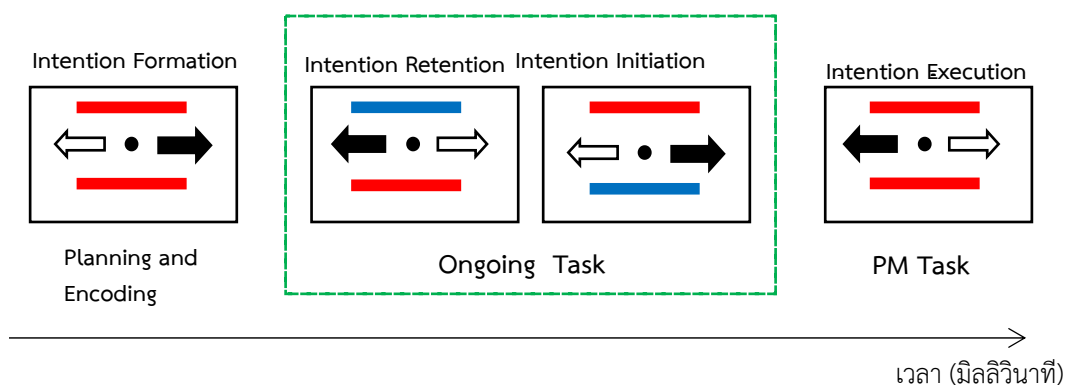 Intention Formation
Intention Retention
Intention Initiation
Intention Execution
Planning and
Encoding
Ongoing Task
PM Task
เวลา (มิลลิวินาที)